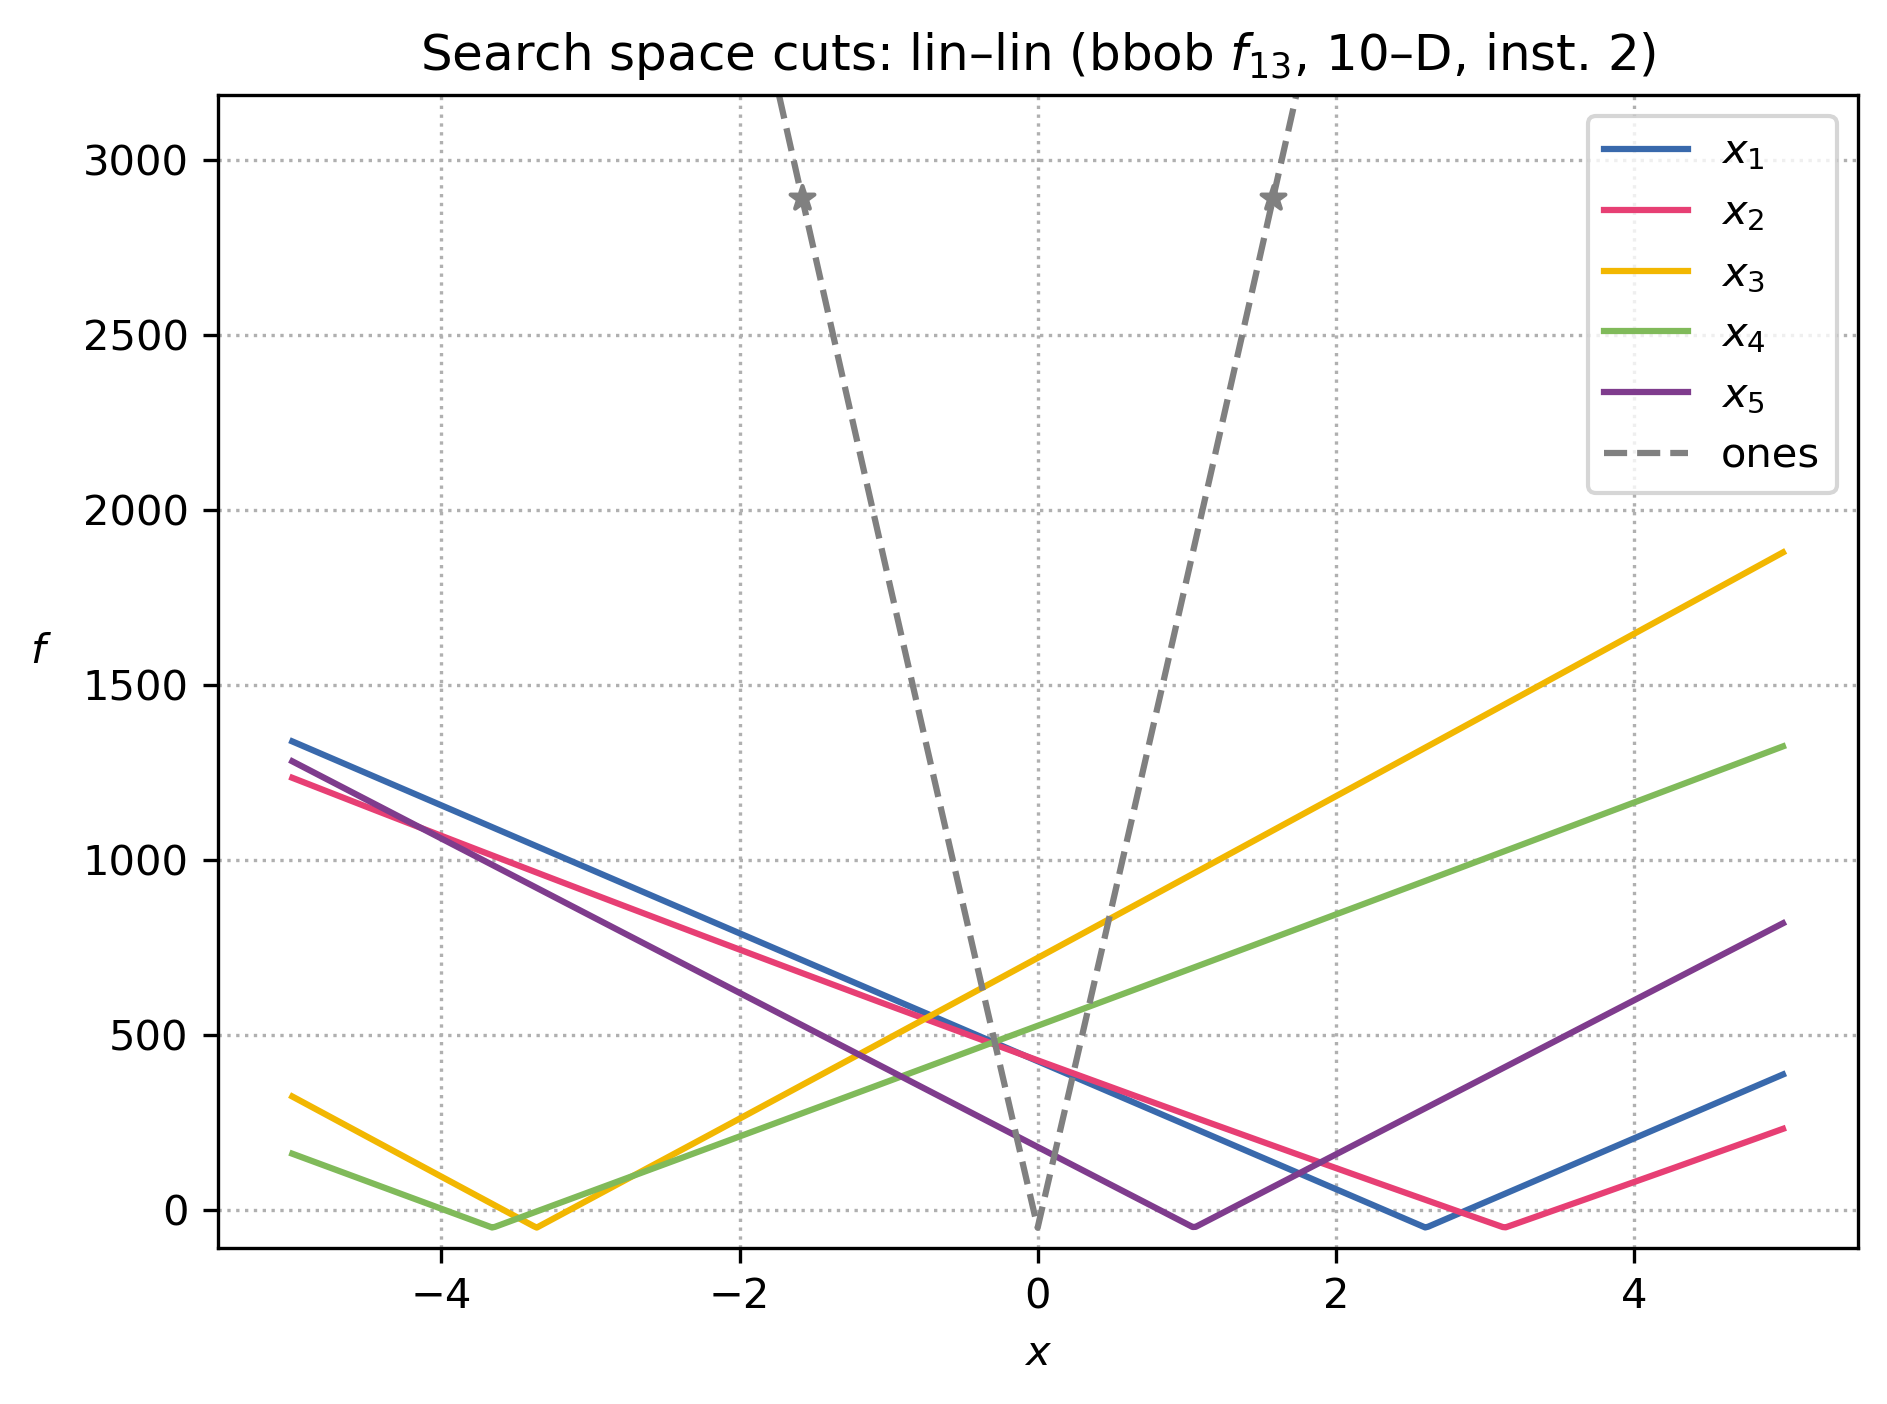 Search space cuts: lin–lin (bbob f13, 10–D, inst. 2)
3000
2500
2000
1500
1000
500
0
f
−4
−2
0
2
4
x
x1
x2
x3
x4
x5
ones